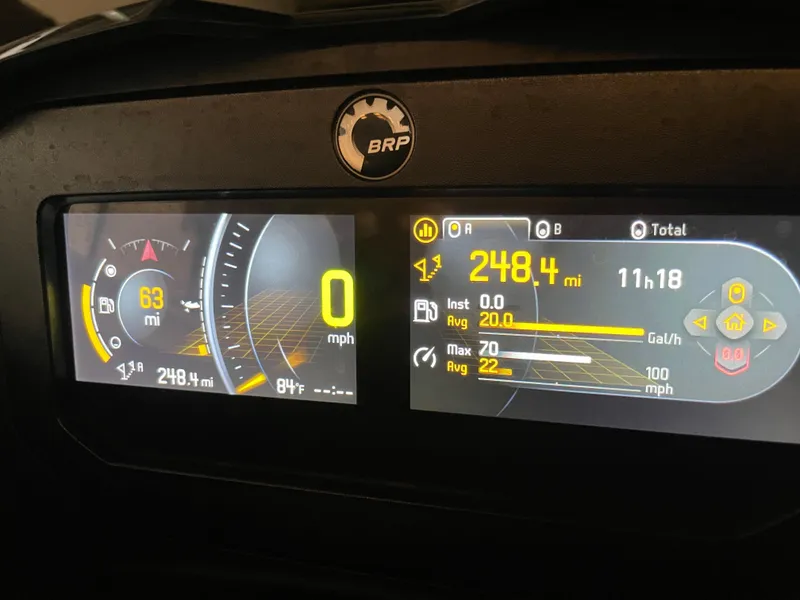 BRP
63
mi
A
248.4 mi
0
mph
84°F
--:--
A
B
Total
248.4 mi
11h18
Inst 0.0
Avg 20.0
Gal/h
Max 70
Avg 22
100
mph
0.0